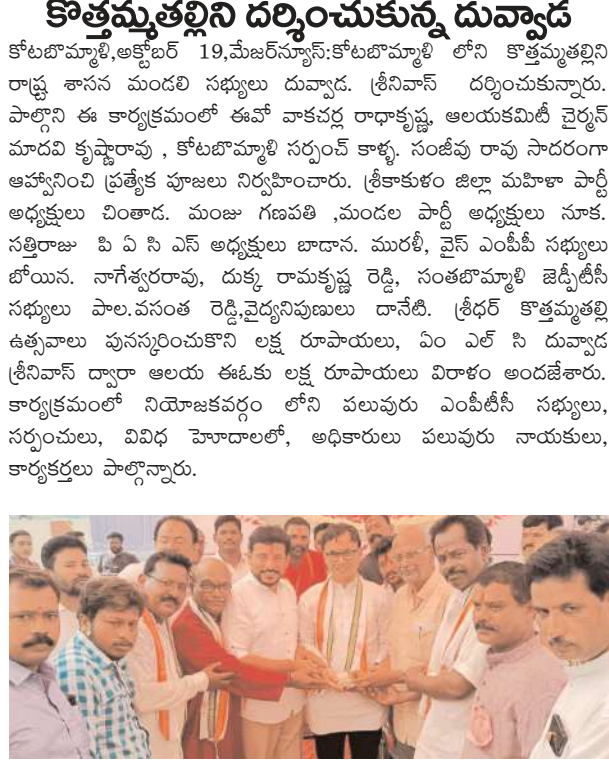 కొత్తమ్మతల్లిని దర్శించుకున్న దువ్వాడ
కోటబొమ్మాళి,అక్టోబర్ 19,మేజర్‌న్యూస్:కోటబొమ్మాళి లోని కొత్తమ్మతల్లిని
రాష్ట్ర శాసన మండలి సభ్యులు దువ్వాడ. శ్రీనివాస్ దర్శించుకున్నారు.
పాల్గొని ఈ కార్యక్రమంలో ఈవో వాకచర్ల రాధాకృష్ణ, ఆలయకమిటీ చైర్మన్
మాదవి కృష్ణారావు , కోటబొమ్మాళి సర్పంచ్ కాళ్ళ. సంజీవు రావు సాదరంగా
ఆహ్వానించి ప్రత్యేక పూజలు నిర్వహించారు. శ్రీకాకుళం జిల్లా మహిళా పార్టీ
అధ్యక్షులు చింతాడ. మంజు గణపతి ,మండల పార్టీ అధ్యక్షులు నూక.
సత్తిరాజు పి ఏ సి ఎస్ అధ్యక్షులు బాడాన. మురళీ, వైస్ ఎంపీపీ సభ్యులు
బోయిన. నాగేశ్వరరావు, దుక్క రామకృష్ణ రెడ్డి, సంతబొమ్మాళి జెడ్పీటీసీ
సభ్యులు పాల.వసంత రెడ్డి,వైద్యనిపుణులు దానేటి. శ్రీధర్ కొత్తమ్మతల్లి
ఉత్సవాలు పునస్కరించుకొని లక్ష రూపాయలు, ఏం ఎల్ సి దువ్వాడ
శ్రీనివాస్ ద్వారా ఆలయ ఈఓకు లక్ష రూపాయలు విరాళం అందజేశారు.
కార్యక్రమంలో నియోజకవర్గం లోని పలువురు ఎంపీటీసీ సభ్యులు,
సర్పంచులు, వివిధ హెూదాలలో, అధికారులు పలువురు నాయకులు,
కార్యకర్తలు పాల్గొన్నారు.